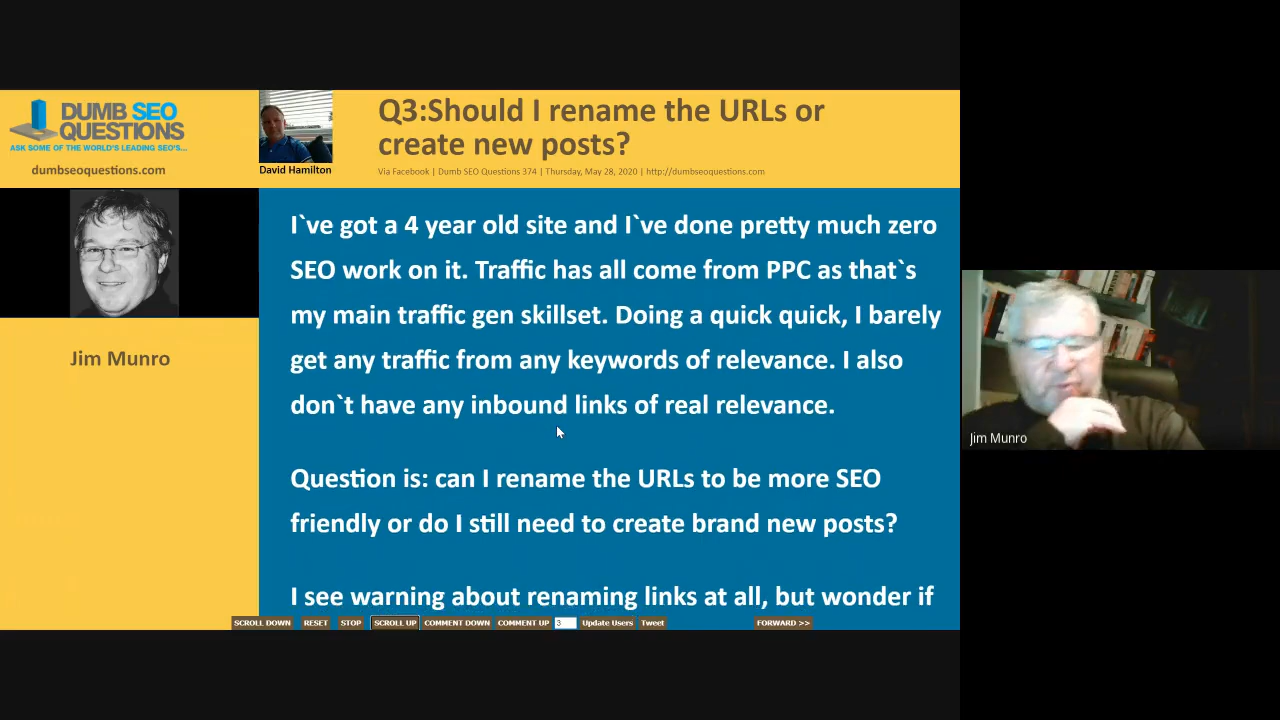 DUMB SEO
QUESTIONS
ASK SOME OF THE WORLD'S LEADING SEO'S...
dumbseoquestions.com
David Hamilton
Q3:Should I rename the URLs or
create new posts?
Via Facebook | Dumb SEO Questions 374 | Thursday, May 28, 2020 | http://dumbseoquestions.com
Jim Munro
I`ve got a 4 year old site and I`ve done pretty much zero
SEO work on it. Traffic has all come from PPC as that`s
my main traffic gen skillset. Doing a quick quick, I barely
get any traffic from any keywords of relevance. I also
don`t have any inbound links of real relevance.
Question is: can I rename the URLs to be more SEO
friendly or do I still need to create brand new posts?
I see warning about renaming links at all, but wonder if
SCROLL DOWN RESET STOP SCROLL UP COMMENT DOWN COMMENT UP 3 Update Users Tweet FORWARD >>
Jim Munro